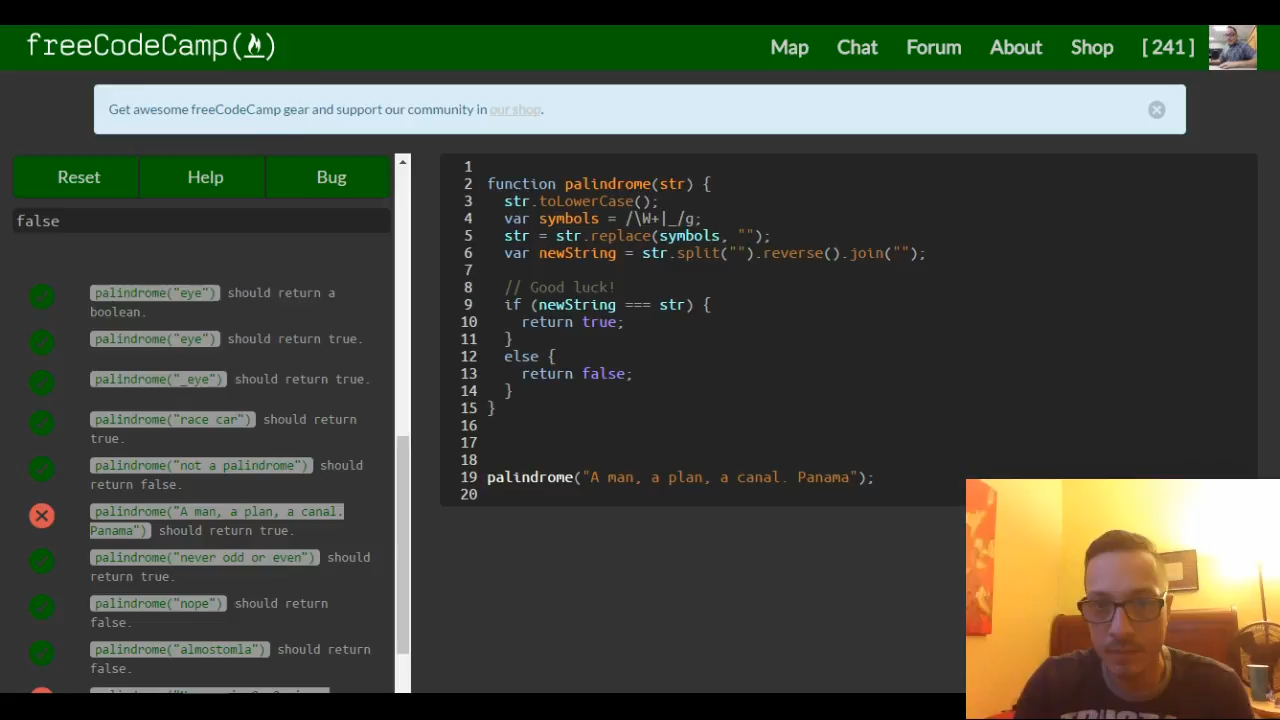 freeCodeCamp
Map Chat Forum About Shop [ 241 ]
Get awesome freeCodeCamp gear and support our community in our shop.
Reset Help Bug
false
palindrome("eye") should return a
boolean.
palindrome("eye") should return true.
palindrome("_eye") should return true.
palindrome("race car") should return
true.
palindrome("not a palindrome") should
return false.
palindrome("A man, a plan, a canal.
Panama") should return true.
palindrome("never odd or even") should
return true.
palindrome("nope") should return
false.
palindrome("almostomla") should return
false.
1
2 function palindrome(str) {
3 str.toLowerCase();
4 var symbols = /\W+|_/g;
5 str = str.replace(symbols, "");
6 var newString = str.split("").reverse().join("");
7
8 // Good luck!
9 if (newString === str) {
10 return true;
11 }
12 else {
13 return false;
14 }
15 }
16
17
18
19 palindrome("A man, a plan, a canal. Panama");
20